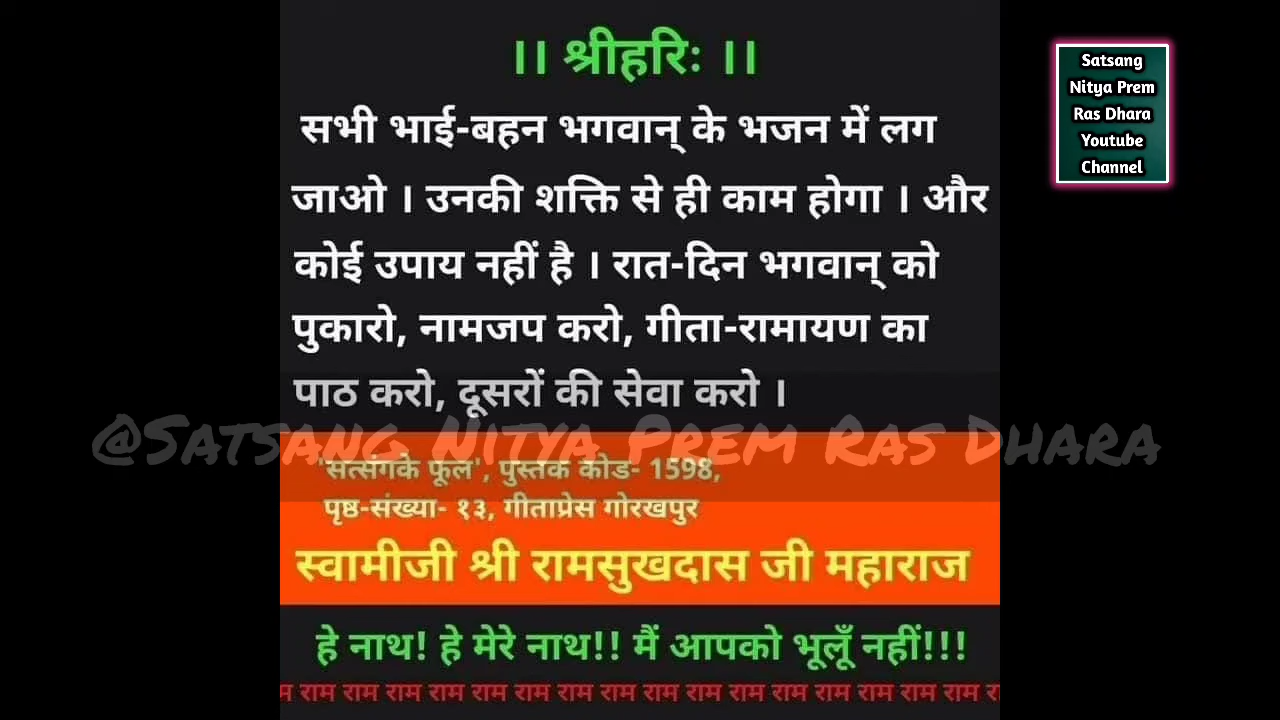 ।। श्रीहरिः ।।
सभी भाई-बहन भगवान् के भजन में लग
जाओ । उनकी शक्ति से ही काम होगा । और
कोई उपाय नहीं है । रात-दिन भगवान् को
पुकारो, नामजप करो, गीता-रामायण का
पाठ करो, दूसरों की सेवा करो ।
@Satsang Nitya Prem Ras Dhara
'सत्संगके फूल', पुस्तक कोड- 1598,
पृष्ठ-संख्या- १३, गीताप्रेस गोरखपुर
स्वामीजी श्री रामसुखदास जी महाराज
हे नाथ! हे मेरे नाथ!! मैं आपको भूलूँ नहीं!!!
म राम राम राम राम राम राम राम राम राम राम राम राम राम राम राम राम र
Satsang
Nitya Prem
Ras Dhara
Youtube
Channel